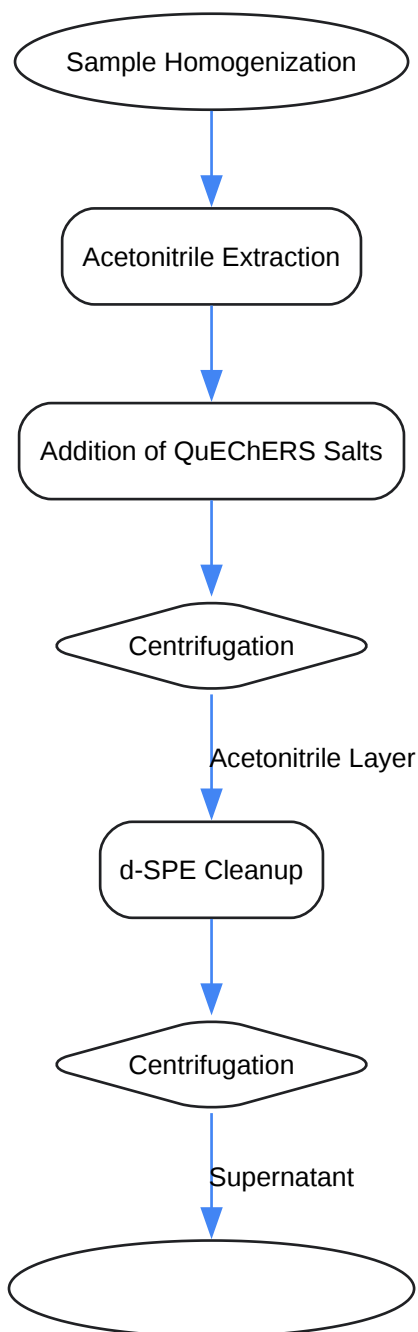 Sample Homogenization
Acetonitrile Extraction
Addition of QuEChERS Salts
Centrifugation
Acetonitrile Layer
d-SPE Cleanup
Centrifugation
Supernatant